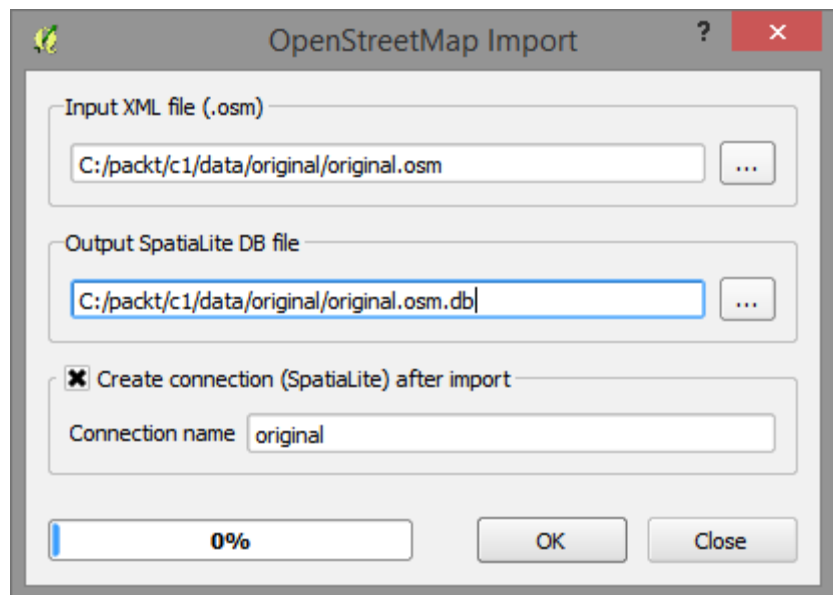 OpenStreetMap Import
?
×
Input XML file (.osm)
C:/packt/c1/data/original/original.osm
...
Output SpatiaLite DB file
C:/packt/c1/data/original/original.osm.db
...
Create connection (SpatiaLite) after import
Connection name original
0% OK Close